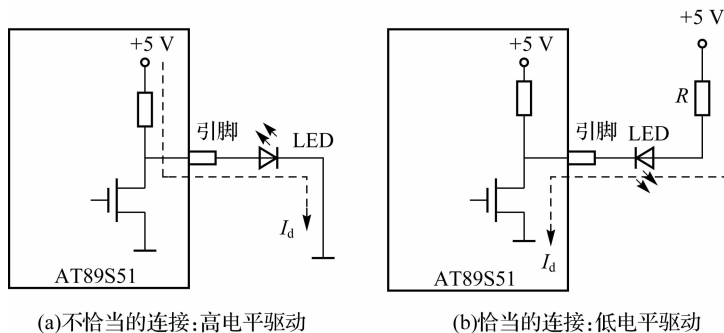 +5 V
引脚
LED
I_d
AT89S51
(a)不恰当的连接:高电平驱动
+5 V
+5 V
R
引脚
LED
I_d
AT89S51
(b)恰当的连接:低电平驱动